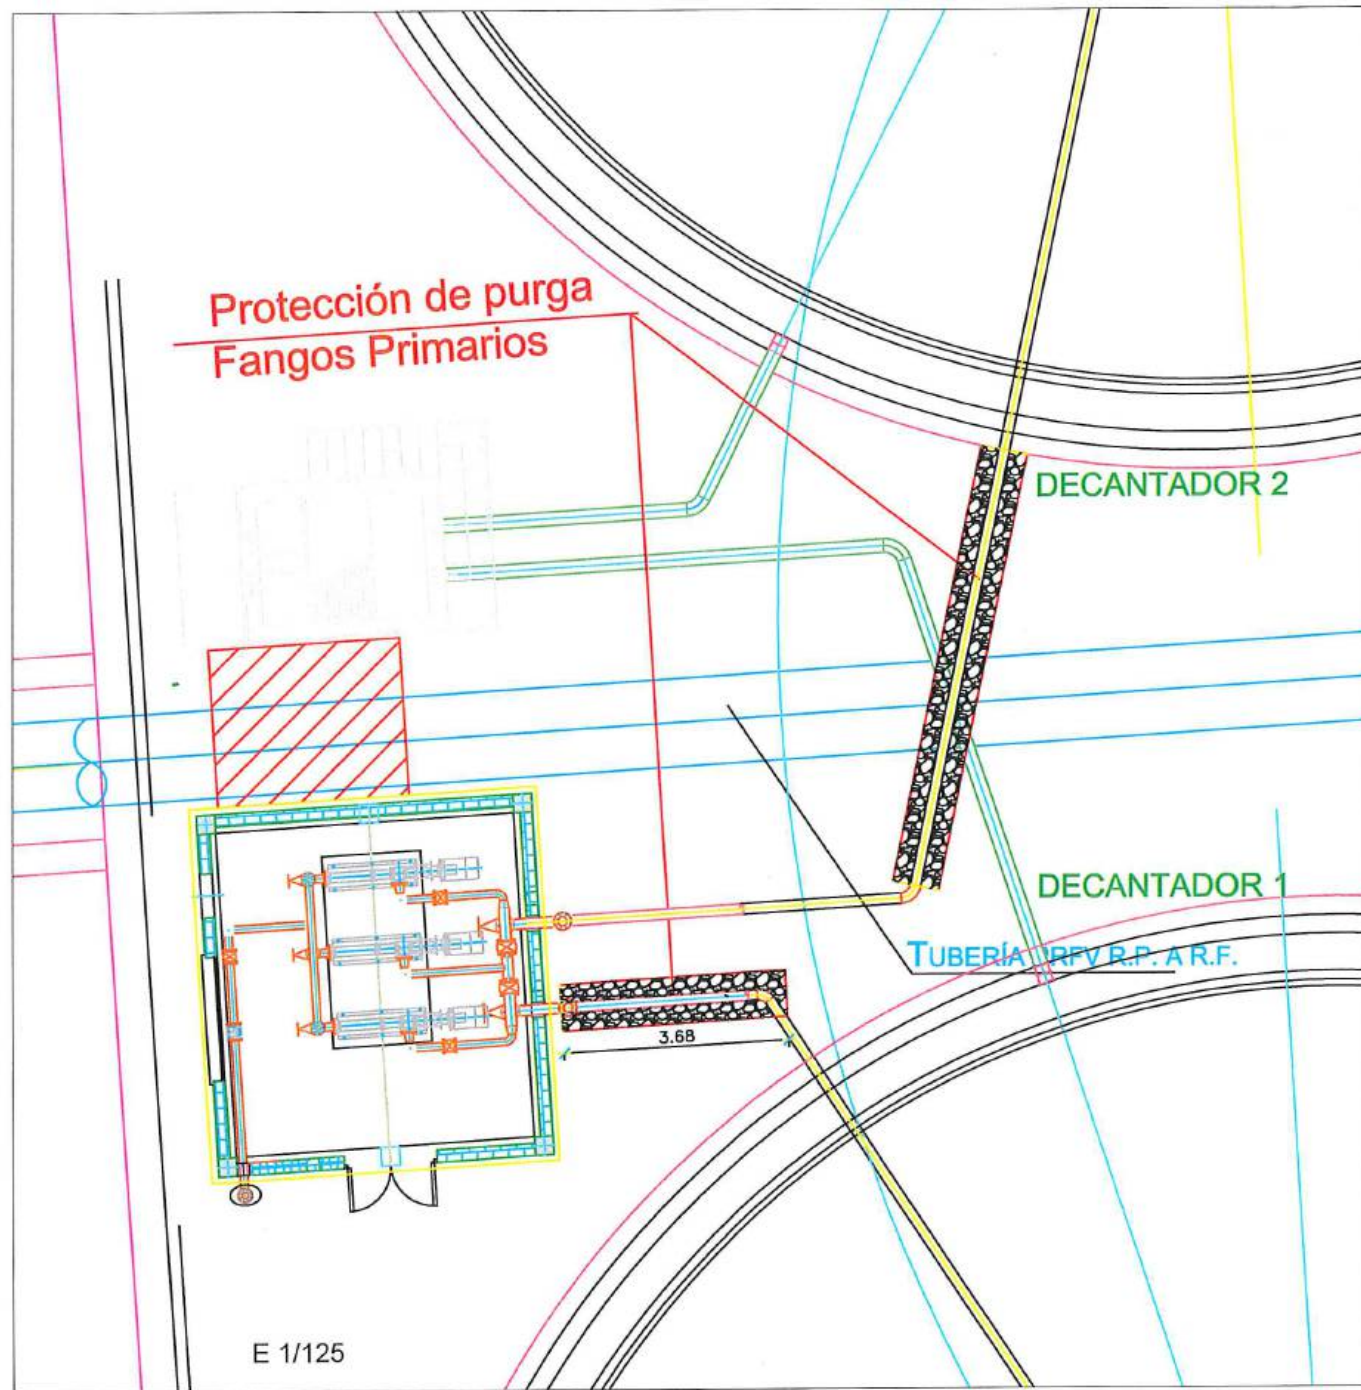 Protección de purga
Fangos Primarios
DECANTADOR 2
DECANTADOR 1
TUBERÍA PRFV R.P. A R.F.
3.68
E 1/125